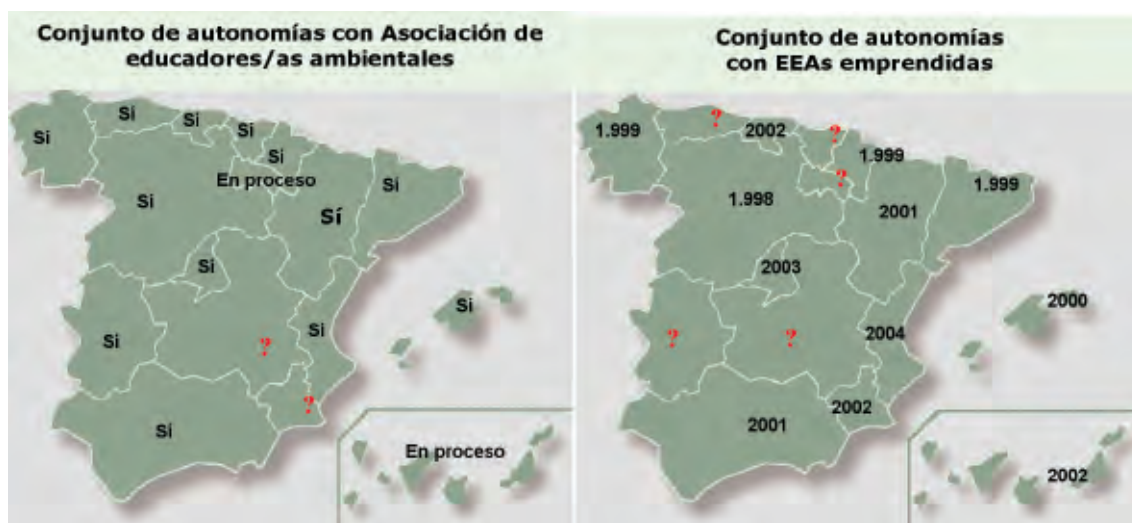 Conjunto de autonomías con Asociación de
educadores/as ambientales
Si
Si
Si
Si
Si
En proceso
Si
Si
Sí
Si
Si
Si
Si
?
?
Si
En proceso
Conjunto de autonomías
con EEAs emprendidas
1.999
?
2002
?
1.999
?
1.999
1.998
2001
2003
2000
?
?
2004
2002
2001
2002